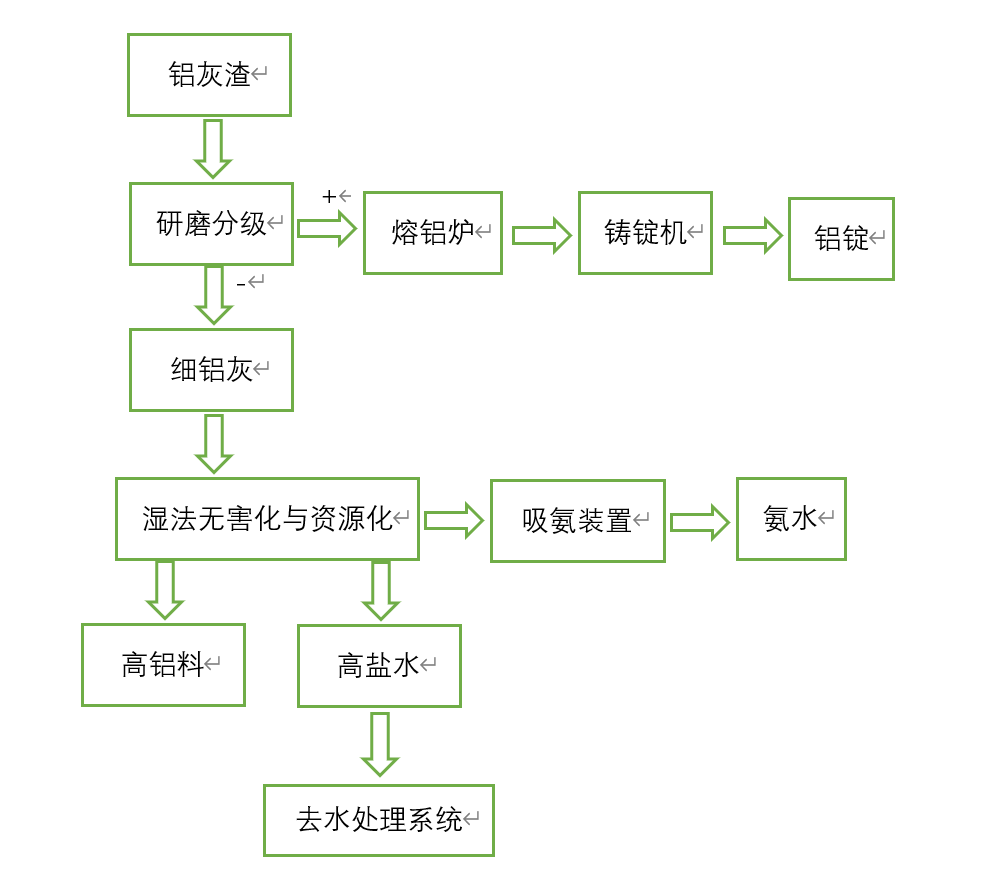 铝灰渣
研磨分级
+
熔铝炉
铸锭机
铝锭
-
细铝灰
湿法无害化与资源化
吸氨装置
氨水
高铝料
高盐水
去水处理系统